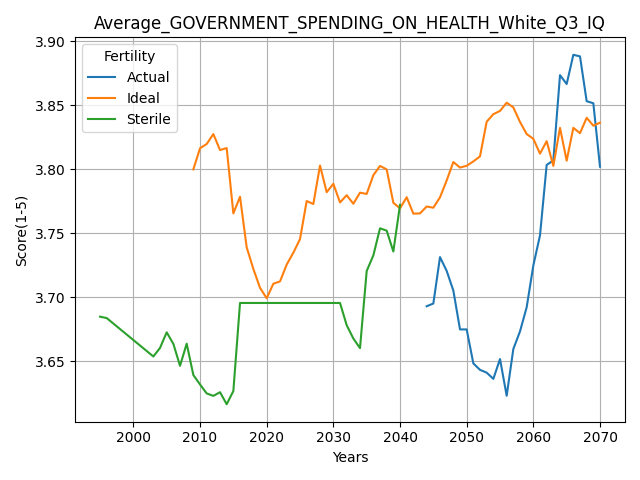 Average_GOVERNMENT_SPENDING_ON_HEALTH_White_Q3_IQ
Fertility
Actual
Ideal
Sterile
3.90
3.85
3.80
3.75
3.70
3.65
Score(1-5)
2000 2010 2020 2030 2040 2050 2060 2070
Years